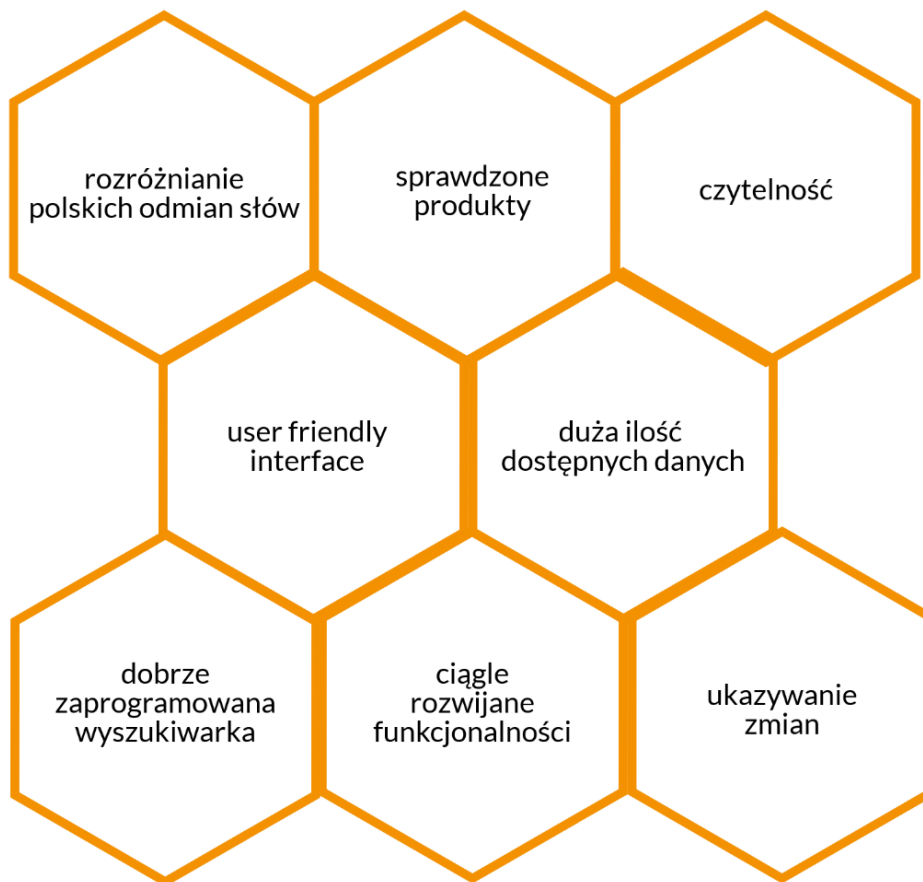 rozróżnianie
polskich odmian słów
sprawdzone
produkty
czytelność
user friendly
interface
duża ilość
dostępnych danych
dobrze
zaprogramowana
wyszukiwarka
ciągle
rozwijane
funkcjonalności
ukazywanie
zmian